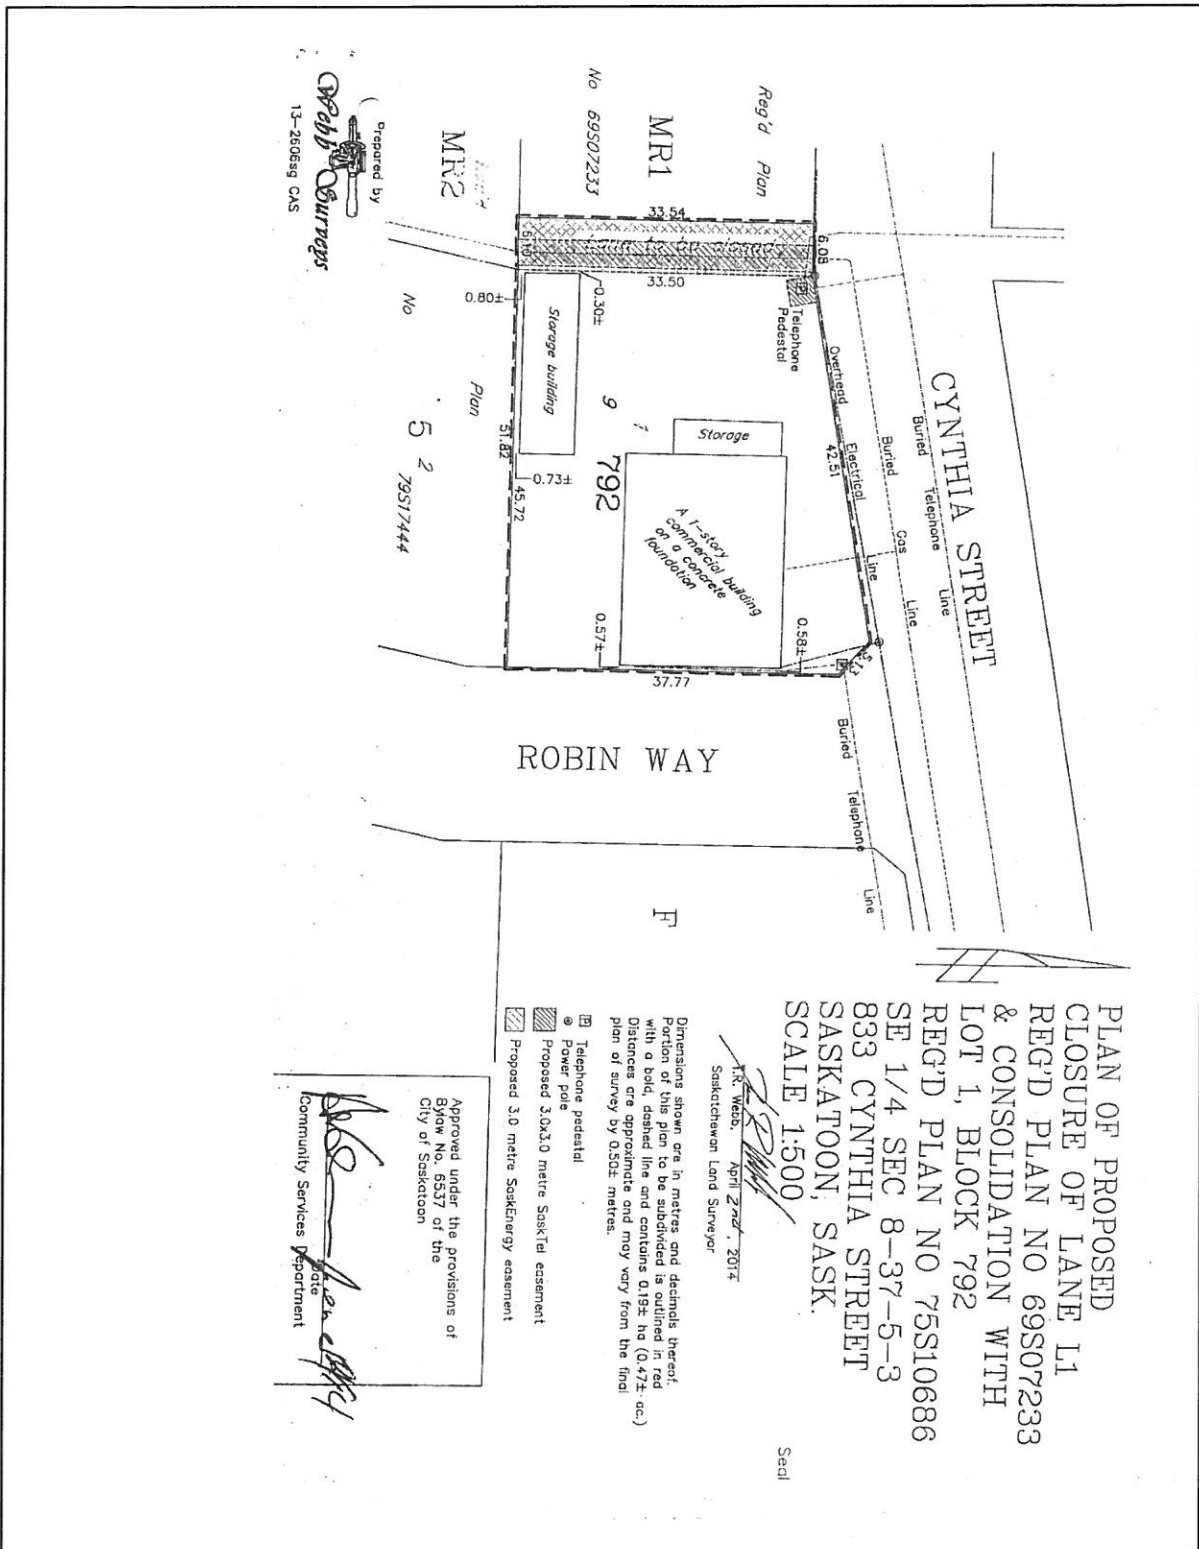 PLAN OF PROPOSED
CLOSURE OF LANE L1
REG'D PLAN NO 69S07233
& CONSOLIDATION WITH
LOT 1, BLOCK 792
REG'D PLAN NO 75S10686
SE 1/4 SEC 8-37-5-3
833 CYNTHIA STREET
SASKATOON, SASK.
SCALE 1:500
T.R. Webb, April 2nd, 2014
Saskatchewan Land Surveyor
Seal
Dimensions shown are in metres and decimals thereof.
Portion of this plan to be subdivided is outlined in red
with a bold, dashed line and contains 0.19± ha (0.47± ac.)
Distances are approximate and may vary from the final
plan of survey by 0.50± metres.
Telephone pedestal
Power pole
Proposed 3.0x3.0 metre SaskTel easement
Proposed 3.0 metre SaskEnergy easement
Approved under the provisions of
Bylaw No. 6537 of the
City of Saskatoon
Date
Community Services Department
CYNTHIA STREET
Buried Telephone Line
Buried Gas Line
Overhead Electrical Line
42.51
6.08
Reg'd Plan
MR1
No 69S07233
33.54
33.50
P
Telephone
Pedestal
Storage
A 1-story
commercial building
on a concrete
foundation
0.58±
0.57±
37.77
792
9
1
0.30±
0.80±
Storage building
0.73±
51.82
45.72
MR2
Plan
No
5
2
79S17444
ROBIN WAY
Buried Telephone Line
F
Prepared by
Webb Surveys
13-2606sg CAS